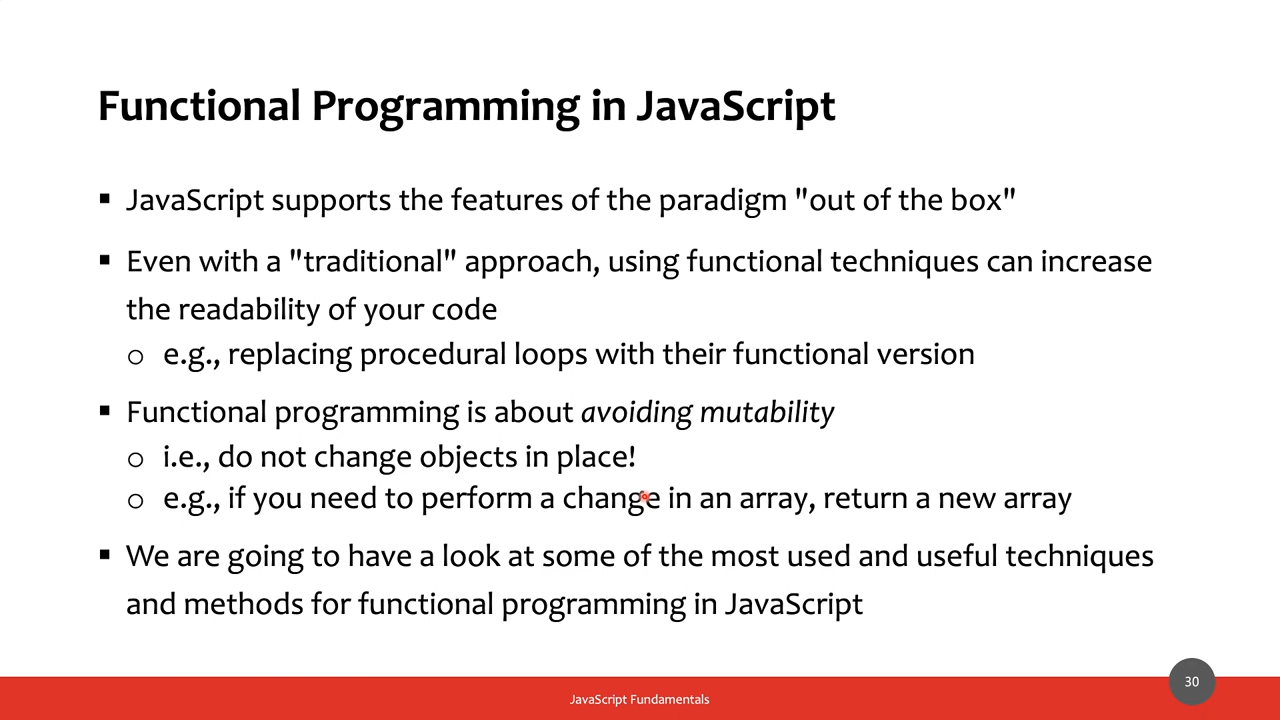 Functional Programming in JavaScript
▪ JavaScript supports the features of the paradigm "out of the box"
▪ Even with a "traditional" approach, using functional techniques can increase
the readability of your code
o e.g., replacing procedural loops with their functional version
▪ Functional programming is about avoiding mutability
o i.e., do not change objects in place!
o e.g., if you need to perform a change in an array, return a new array
▪ We are going to have a look at some of the most used and useful techniques
and methods for functional programming in JavaScript
30
JavaScript Fundamentals